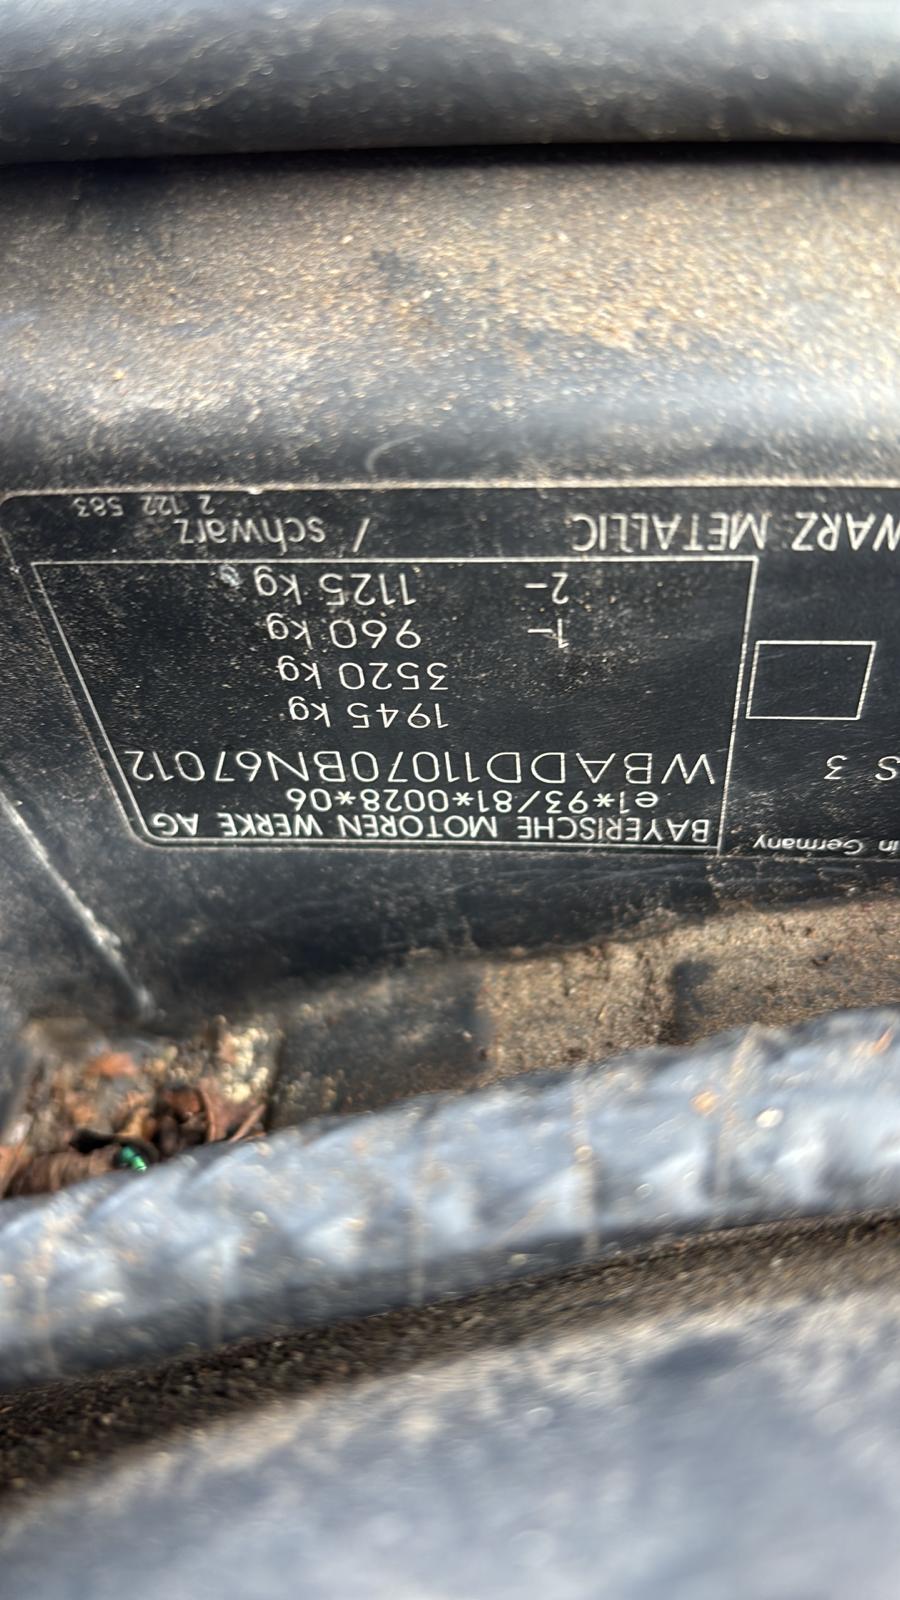 in Germany
BAYERISCHE MOTOREN WERKE AG
e1*93/81*0028*06
S 3
WBADD11070BN67012
1945 kg
3520 kg
1- 960 kg
2- 1125 kg
WARZ METALLIC / schwarz
2 122 583